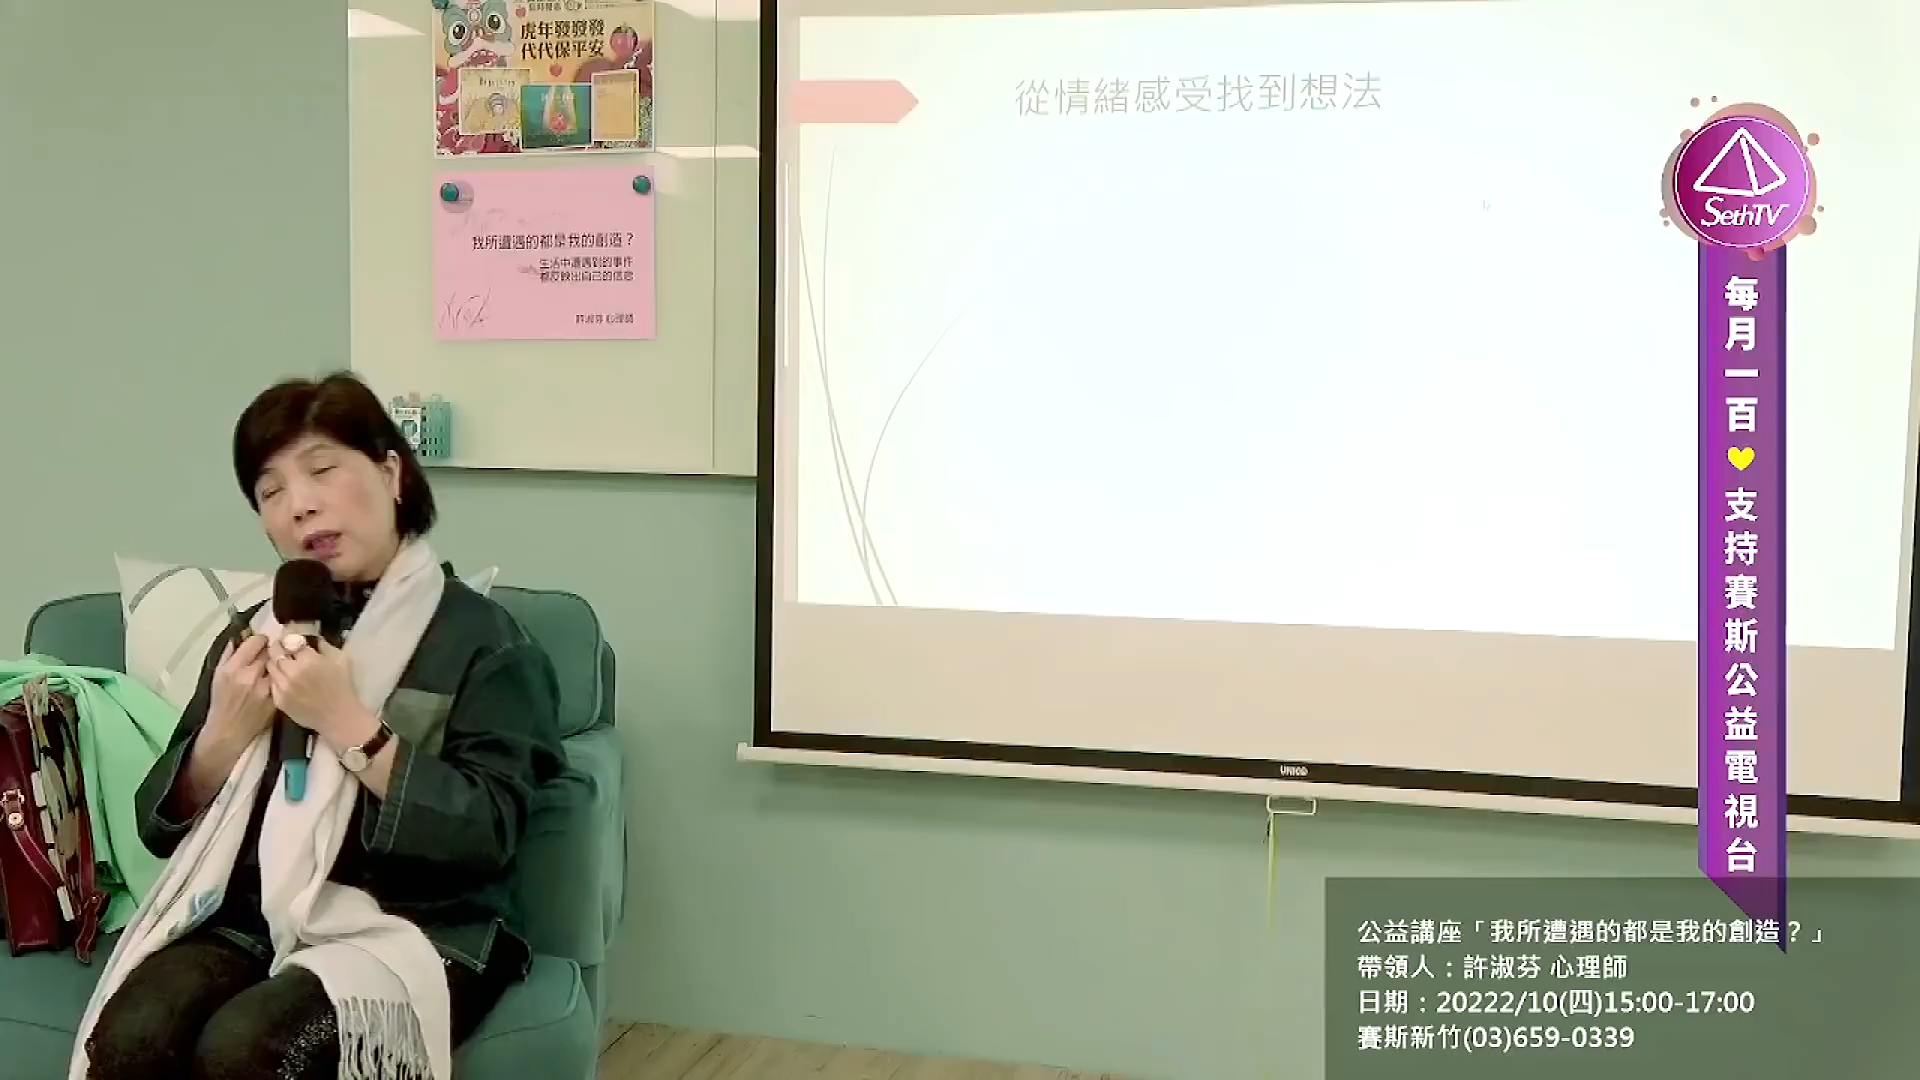 虎年發發發
代代保平安
我所遭遇的都是我的創造？
生活中遭遇到的事件
都反映出自己的信念
許淑芬 心理師
從情緒感受找到想法
SethTV
每月一百
支持賽斯公益電視台
公益講座「我所遭遇的都是我的創造？」
帶領人：許淑芬 心理師
日期：20222/10(四)15:00-17:00
賽斯新竹(03)659-0339